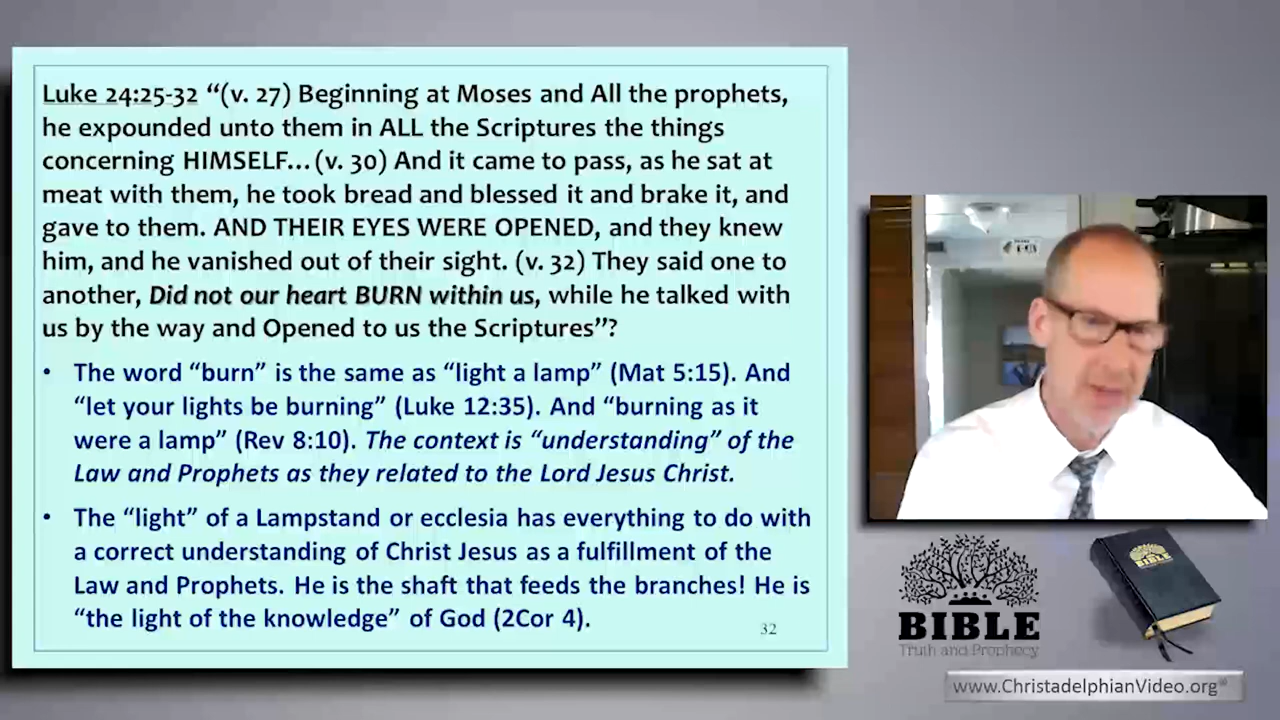 Luke 24:25-32 “(v. 27) Beginning at Moses and All the prophets,
he expounded unto them in ALL the Scriptures the things
concerning HIMSELF…(v. 30) And it came to pass, as he sat at
meat with them, he took bread and blessed it and brake it, and
gave to them. AND THEIR EYES WERE OPENED, and they knew
him, and he vanished out of their sight. (v. 32) They said one to
another, Did not our heart BURN within us, while he talked with
us by the way and Opened to us the Scriptures”?
• The word “burn” is the same as “light a lamp” (Mat 5:15). And
“let your lights be burning” (Luke 12:35). And “burning as it
were a lamp” (Rev 8:10). The context is “understanding” of the
Law and Prophets as they related to the Lord Jesus Christ.
• The “light” of a Lampstand or ecclesia has everything to do with
a correct understanding of Christ Jesus as a fulfillment of the
Law and Prophets. He is the shaft that feeds the branches! He is
“the light of the knowledge” of God (2Cor 4).
32
BIBLE
Truth and Prophecy
BIBLE
www.ChristadelphianVideo.org®